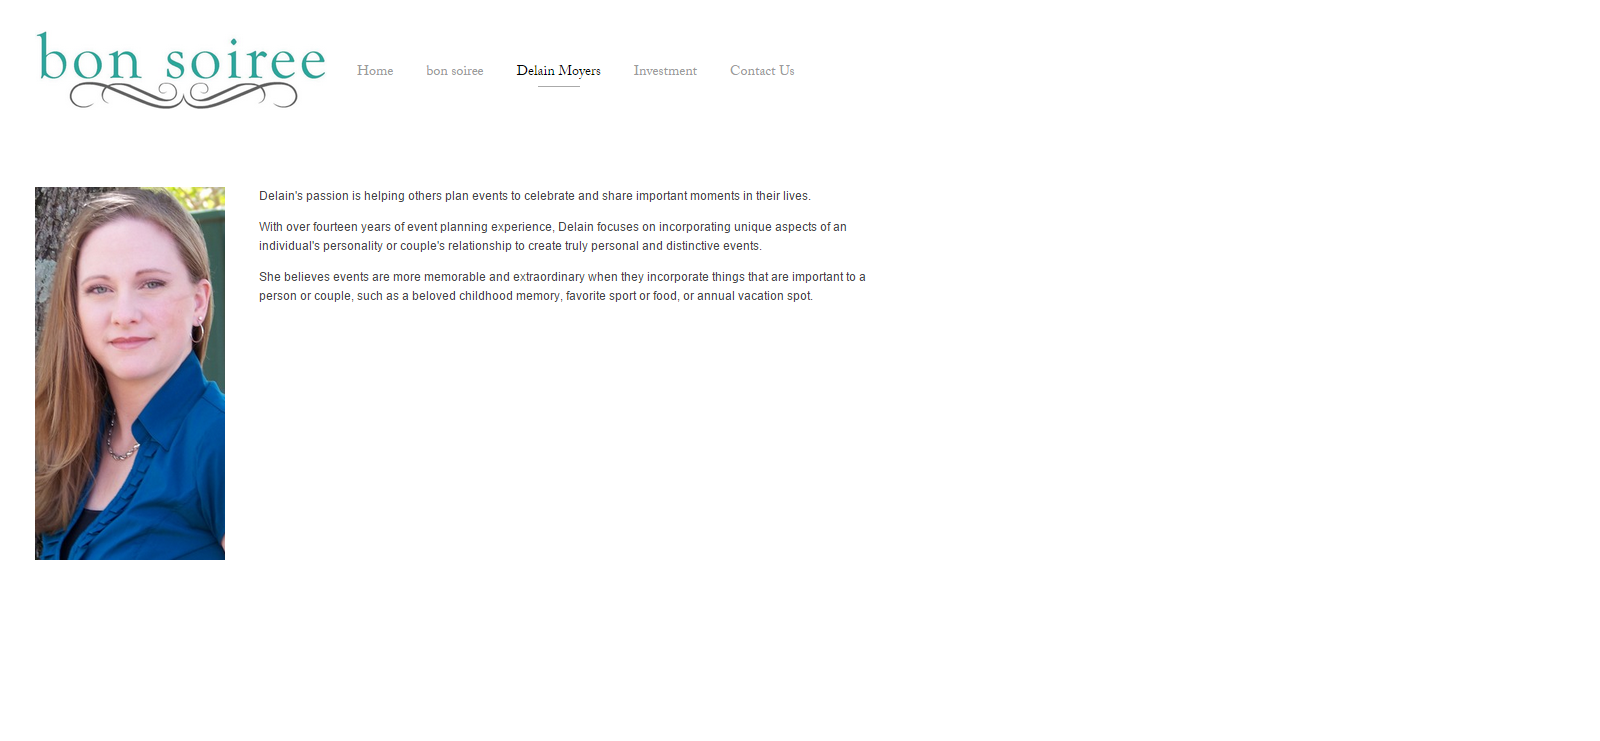 bon soiree
Home
bon soiree
Delain Moyers
Investment
Contact Us
Delain's passion is helping others plan events to celebrate and share important moments in their lives.
With over fourteen years of event planning experience, Delain focuses on incorporating unique aspects of an
individual's personality or couple's relationship to create truly personal and distinctive events.
She believes events are more memorable and extraordinary when they incorporate things that are important to a
person or couple, such as a beloved childhood memory, favorite sport or food, or annual vacation spot.